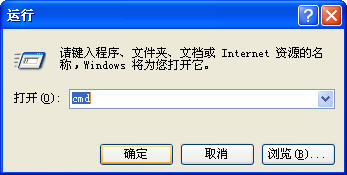 运行
请键入程序、文件夹、文档或 Internet 资源的名
称，Windows 将为您打开它。
打开(O): cmd
确定 取消 浏览(B)...